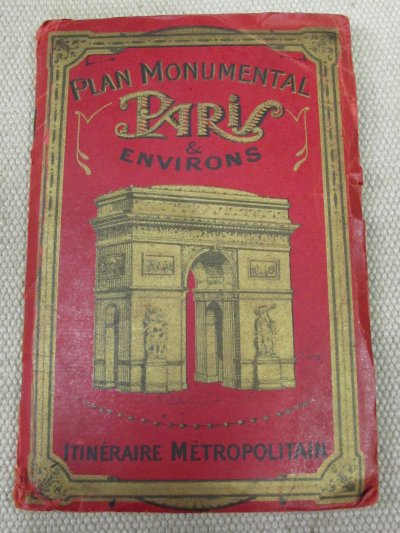 PLAN MONUMENTAL
PARIS
&
ENVIRONS
ITINÉRAIRE MÉTROPOLITAIN